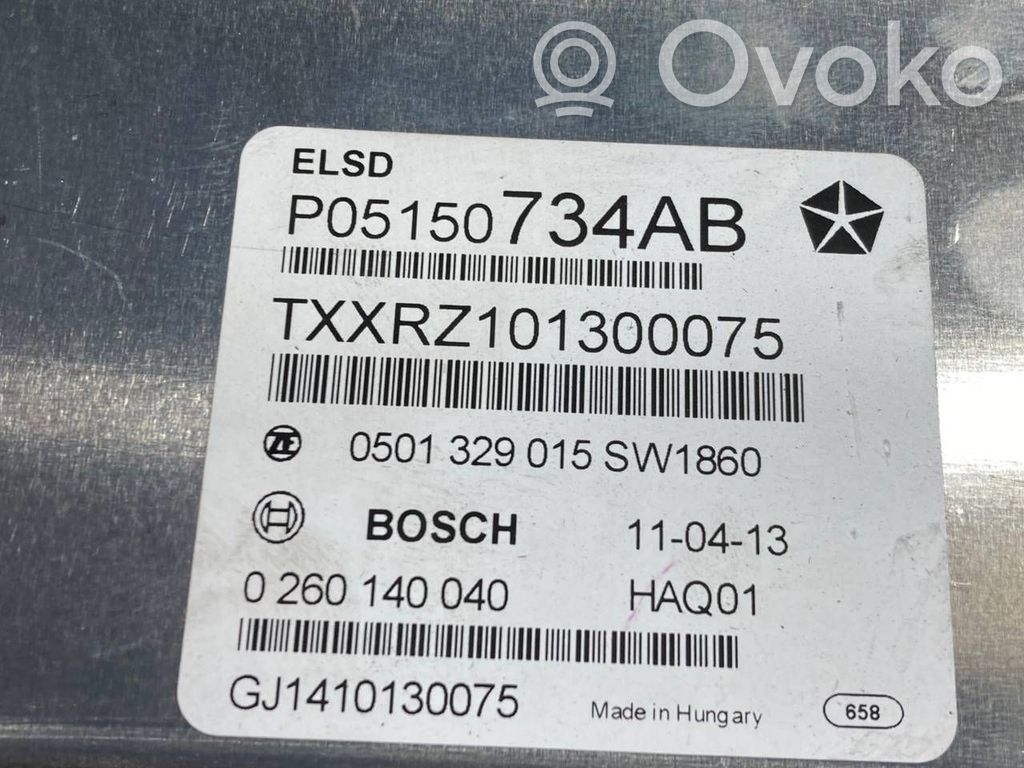 Ovoko
ELSD
P05150734AB
TXXRZ101300075
ZF 0501 329 015 SW1860
BOSCH 11-04-13
0 260 140 040 HAQ01
GJ1410130075 Made in Hungary 658